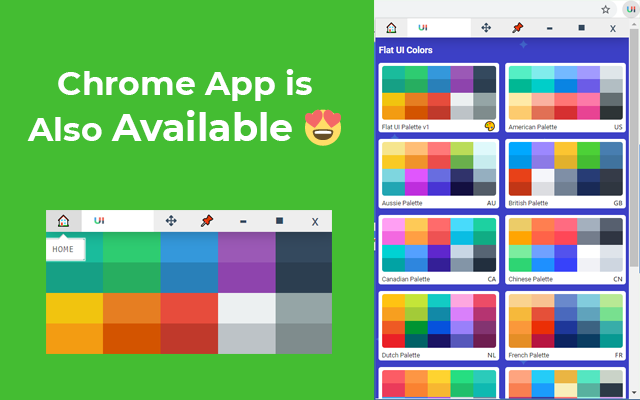 Chrome App is
Also Available
UI
X
HOME
UI
X
Flat UI Colors
Flat UI Palette v1
American Palette US
Aussie Palette AU
British Palette GB
Canadian Palette CA
Chinese Palette CN
Dutch Palette NL
French Palette FR